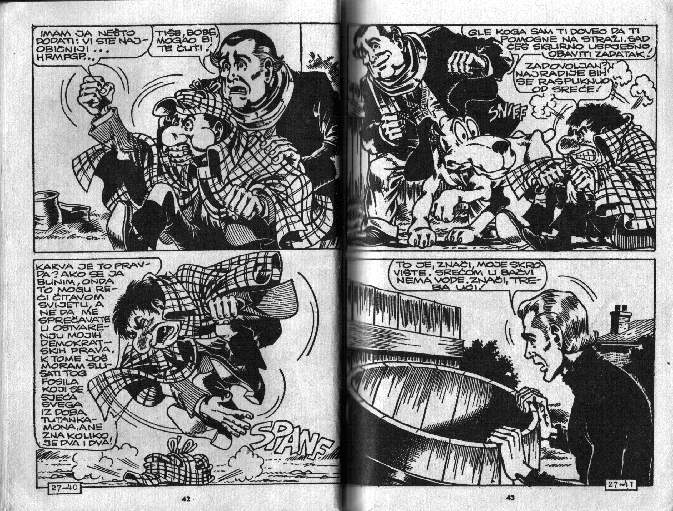 IMAM JA NEŠTO
DODATI: VI STE NAJ-
OBIČNIJI...
HRMPGR...
TIŠE, BOBE,
MOGAO BI
TE ČUTI!
KAKVA JE TO PRAV-
DA? AKO SE JA
BUNIM, ONDA
TO MOGU RE-
ĆI ČITAVOM
SVIJETU, A
NE DA ME
SPREČAVATE
U OSTVARE-
NJU MOJIH
DEMOKRAT-
SKIH PRAVA.
K TOME JOŠ
MORAM SLU-
ŠATI TOG
FOSILA
KOJI SE
SJEĆA
SVEGA
IZ DOBA
TUTANKA-
MONA, A NE
ZNA KOLIKO
JE DVA I DVA!
SPANF
27-40
42
GLE KOGA SAM TI DOVEO DA TI
POMOGNE NA STRAŽI. SAD
ĆEŠ SIGURNO USPJEŠNO
OBAVITI ZADATAK!
ZADOVOLJAN?
NAJRADIJE BIH
SE RASPUKNUO
OD SREĆE!
SNIFF
TO JE, ZNAČI, MOJE SKRO
VIŠTE. SREĆOM U BAČVI
NEMA VODE. ZNAČI, TRE-
BA UĆI!
43
27-41